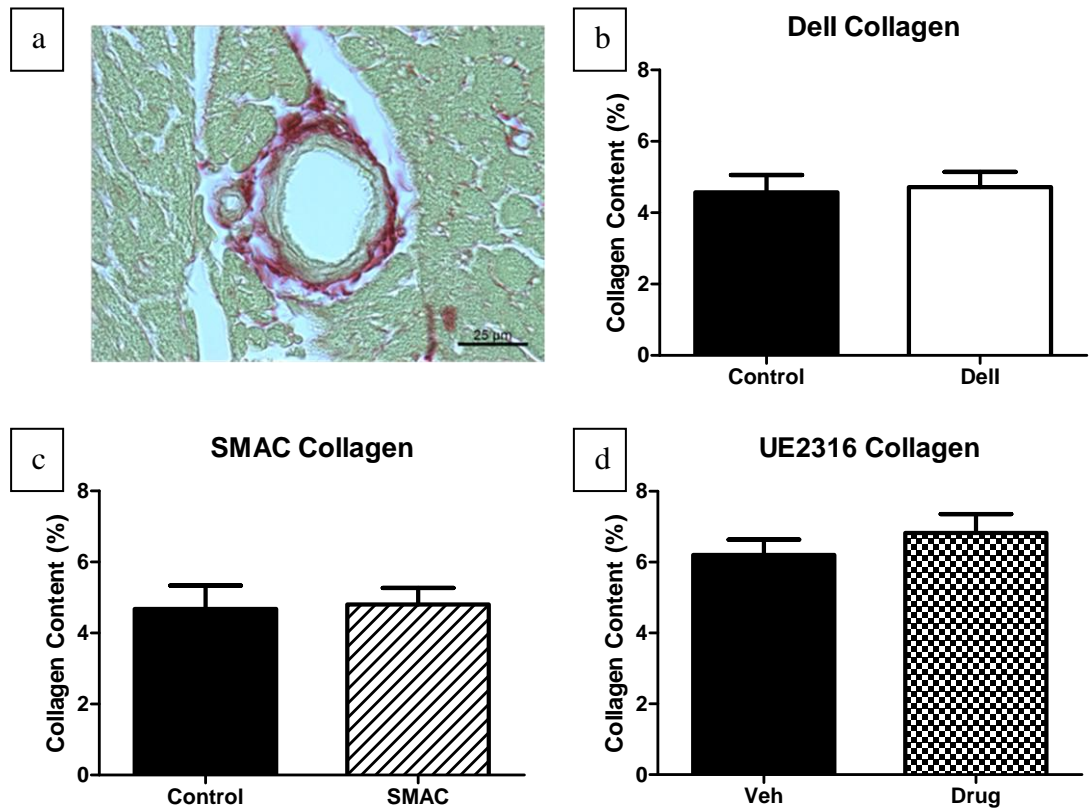 a
25 µm
b
Dell Collagen
Collagen Content (%)
8
6
4
2
0
Control
Dell
c
SMAC Collagen
Collagen Content (%)
8
6
4
2
0
Control
SMAC
d
UE2316 Collagen
Collagen Content (%)
8
6
4
2
0
Veh
Drug